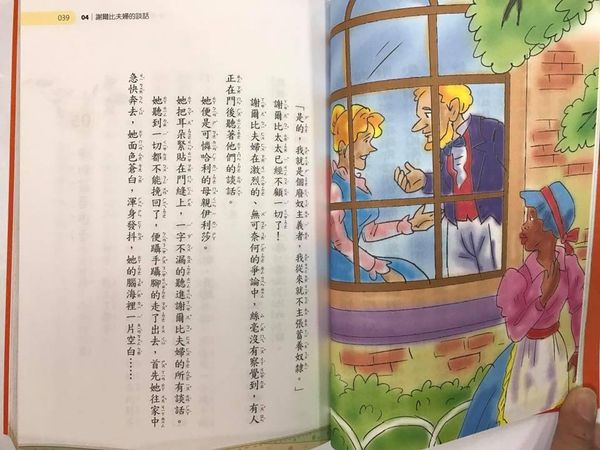 039
04｜謝爾比夫婦的談話
「是的，我就是個廢奴主義者，我從來就不主張蓄養奴隸。」
謝爾比太太已經不顧一切了！
謝爾比夫婦在激烈的、無可奈何的爭論中，絲毫沒有察覺到，有人
正在門後聽著他們的談話。
她便是可憐哈利的母親伊利莎。
她把耳朵緊貼在門縫上，一字不漏的聽進謝爾比夫婦的所有談話。
她聽到一切都不能挽回了，便躡手躡腳的走了出去，首先她往家中
急快奔去，她面色蒼白，渾身發抖，她的腦海裡一片空白……